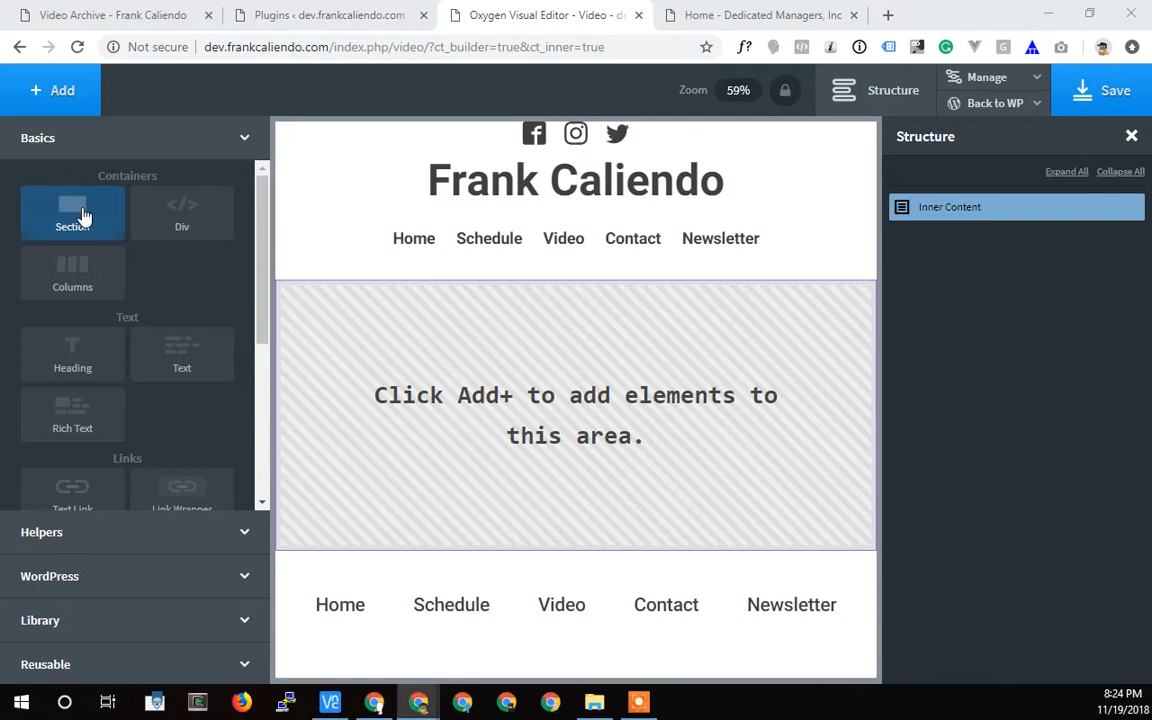 Video Archive - Frank Caliendo
Plugins ‹ dev.frankcaliendo.com
Oxygen Visual Editor - Video - de
Home - Dedicated Managers, Inc
Not secure
dev.frankcaliendo.com/index.php/video/?ct_builder=true&ct_inner=true
f?
+ Add
Zoom
59%
Structure
Manage
Back to WP
Save
Basics
Containers
Section
Div
Columns
Text
Heading
Text
Rich Text
Links
Text Link
Link Wrapper
Helpers
WordPress
Library
Reusable
Frank Caliendo
Home
Schedule
Video
Contact
Newsletter
Click Add+ to add elements to
this area.
Home
Schedule
Video
Contact
Newsletter
Structure
Expand All
Collapse All
Inner Content
8:24 PM
11/19/2018